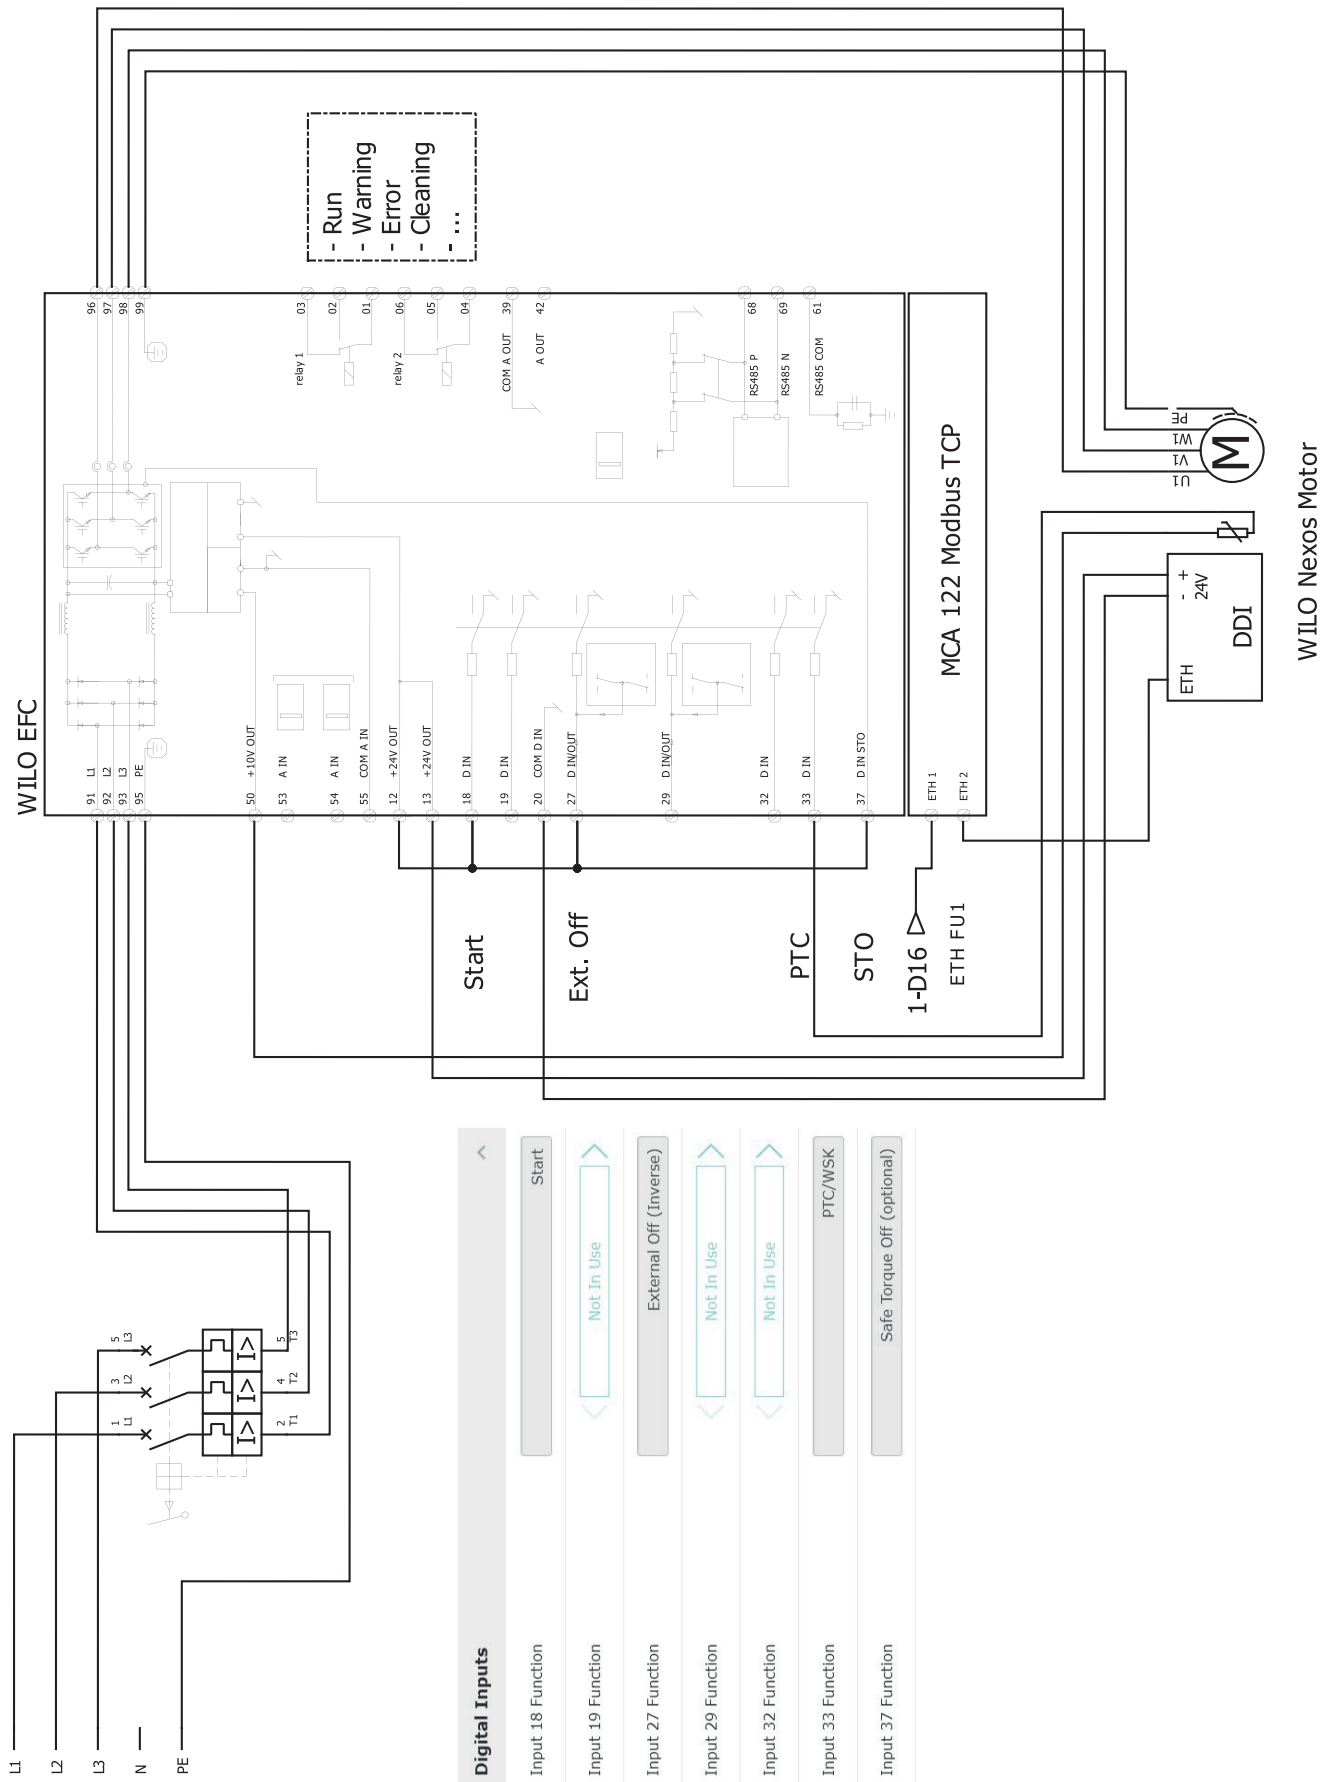 WILO EFC
91 L1
92 L2
93 L3
95 PE
50 +10V OUT
53 A IN
54 A IN
55 COM A IN
12 +24V OUT
13 +24V OUT
18 D IN
19 D IN
20 COM D IN
27 D IN/OUT
29 D IN/OUT
32 D IN
33 D IN
37 D IN STO
96
97
98
99
relay 1
03
02
01
relay 2
06
05
04
COM A OUT 39
A OUT 42
RS485 P 68
RS485 N 69
RS485 COM 61
- Run
- Warning
- Error
- Cleaning
- ...
MCA 122 Modbus TCP
ETH 1
ETH 2
Start
Ext. Off
PTC
STO
1-D16
ETH FU1
U1
V1
W1
PE
M
ETH
DDI
- +
24V
WILO Nexos Motor
L1
L2
L3
N
PE
1
L1
3
L2
5
L3
I>
I>
I>
2
T1
4
T2
5
T3
Digital Inputs
Input 18 Function Start
Input 19 Function Not In Use
Input 27 Function External Off (Inverse)
Input 29 Function Not In Use
Input 32 Function Not In Use
Input 33 Function PTC/WSK
Input 37 Function Safe Torque Off (optional)